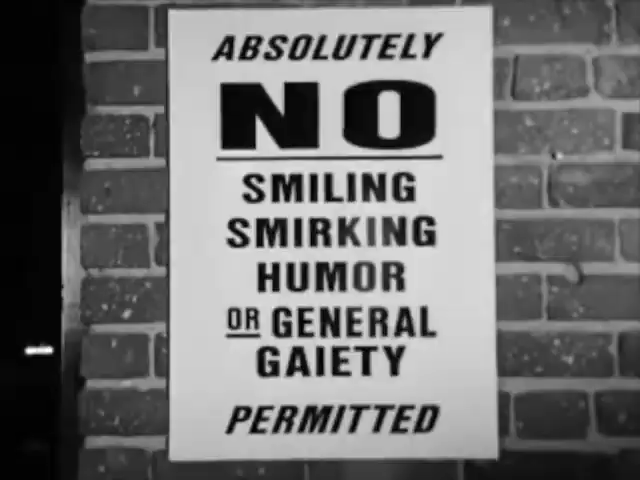 ABSOLUTELY
NO
SMILING
SMIRKING
HUMOR
OR GENERAL
GAIETY
PERMITTED